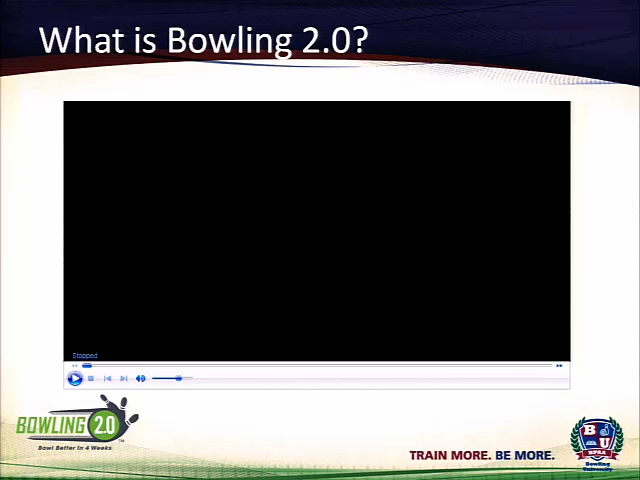 What is Bowling 2.0?
Stopped
BOWLING 2.0 ™
Bowl Better In 4 Weeks
TRAIN MORE. BE MORE.
B U
BPAA
Bowling
University